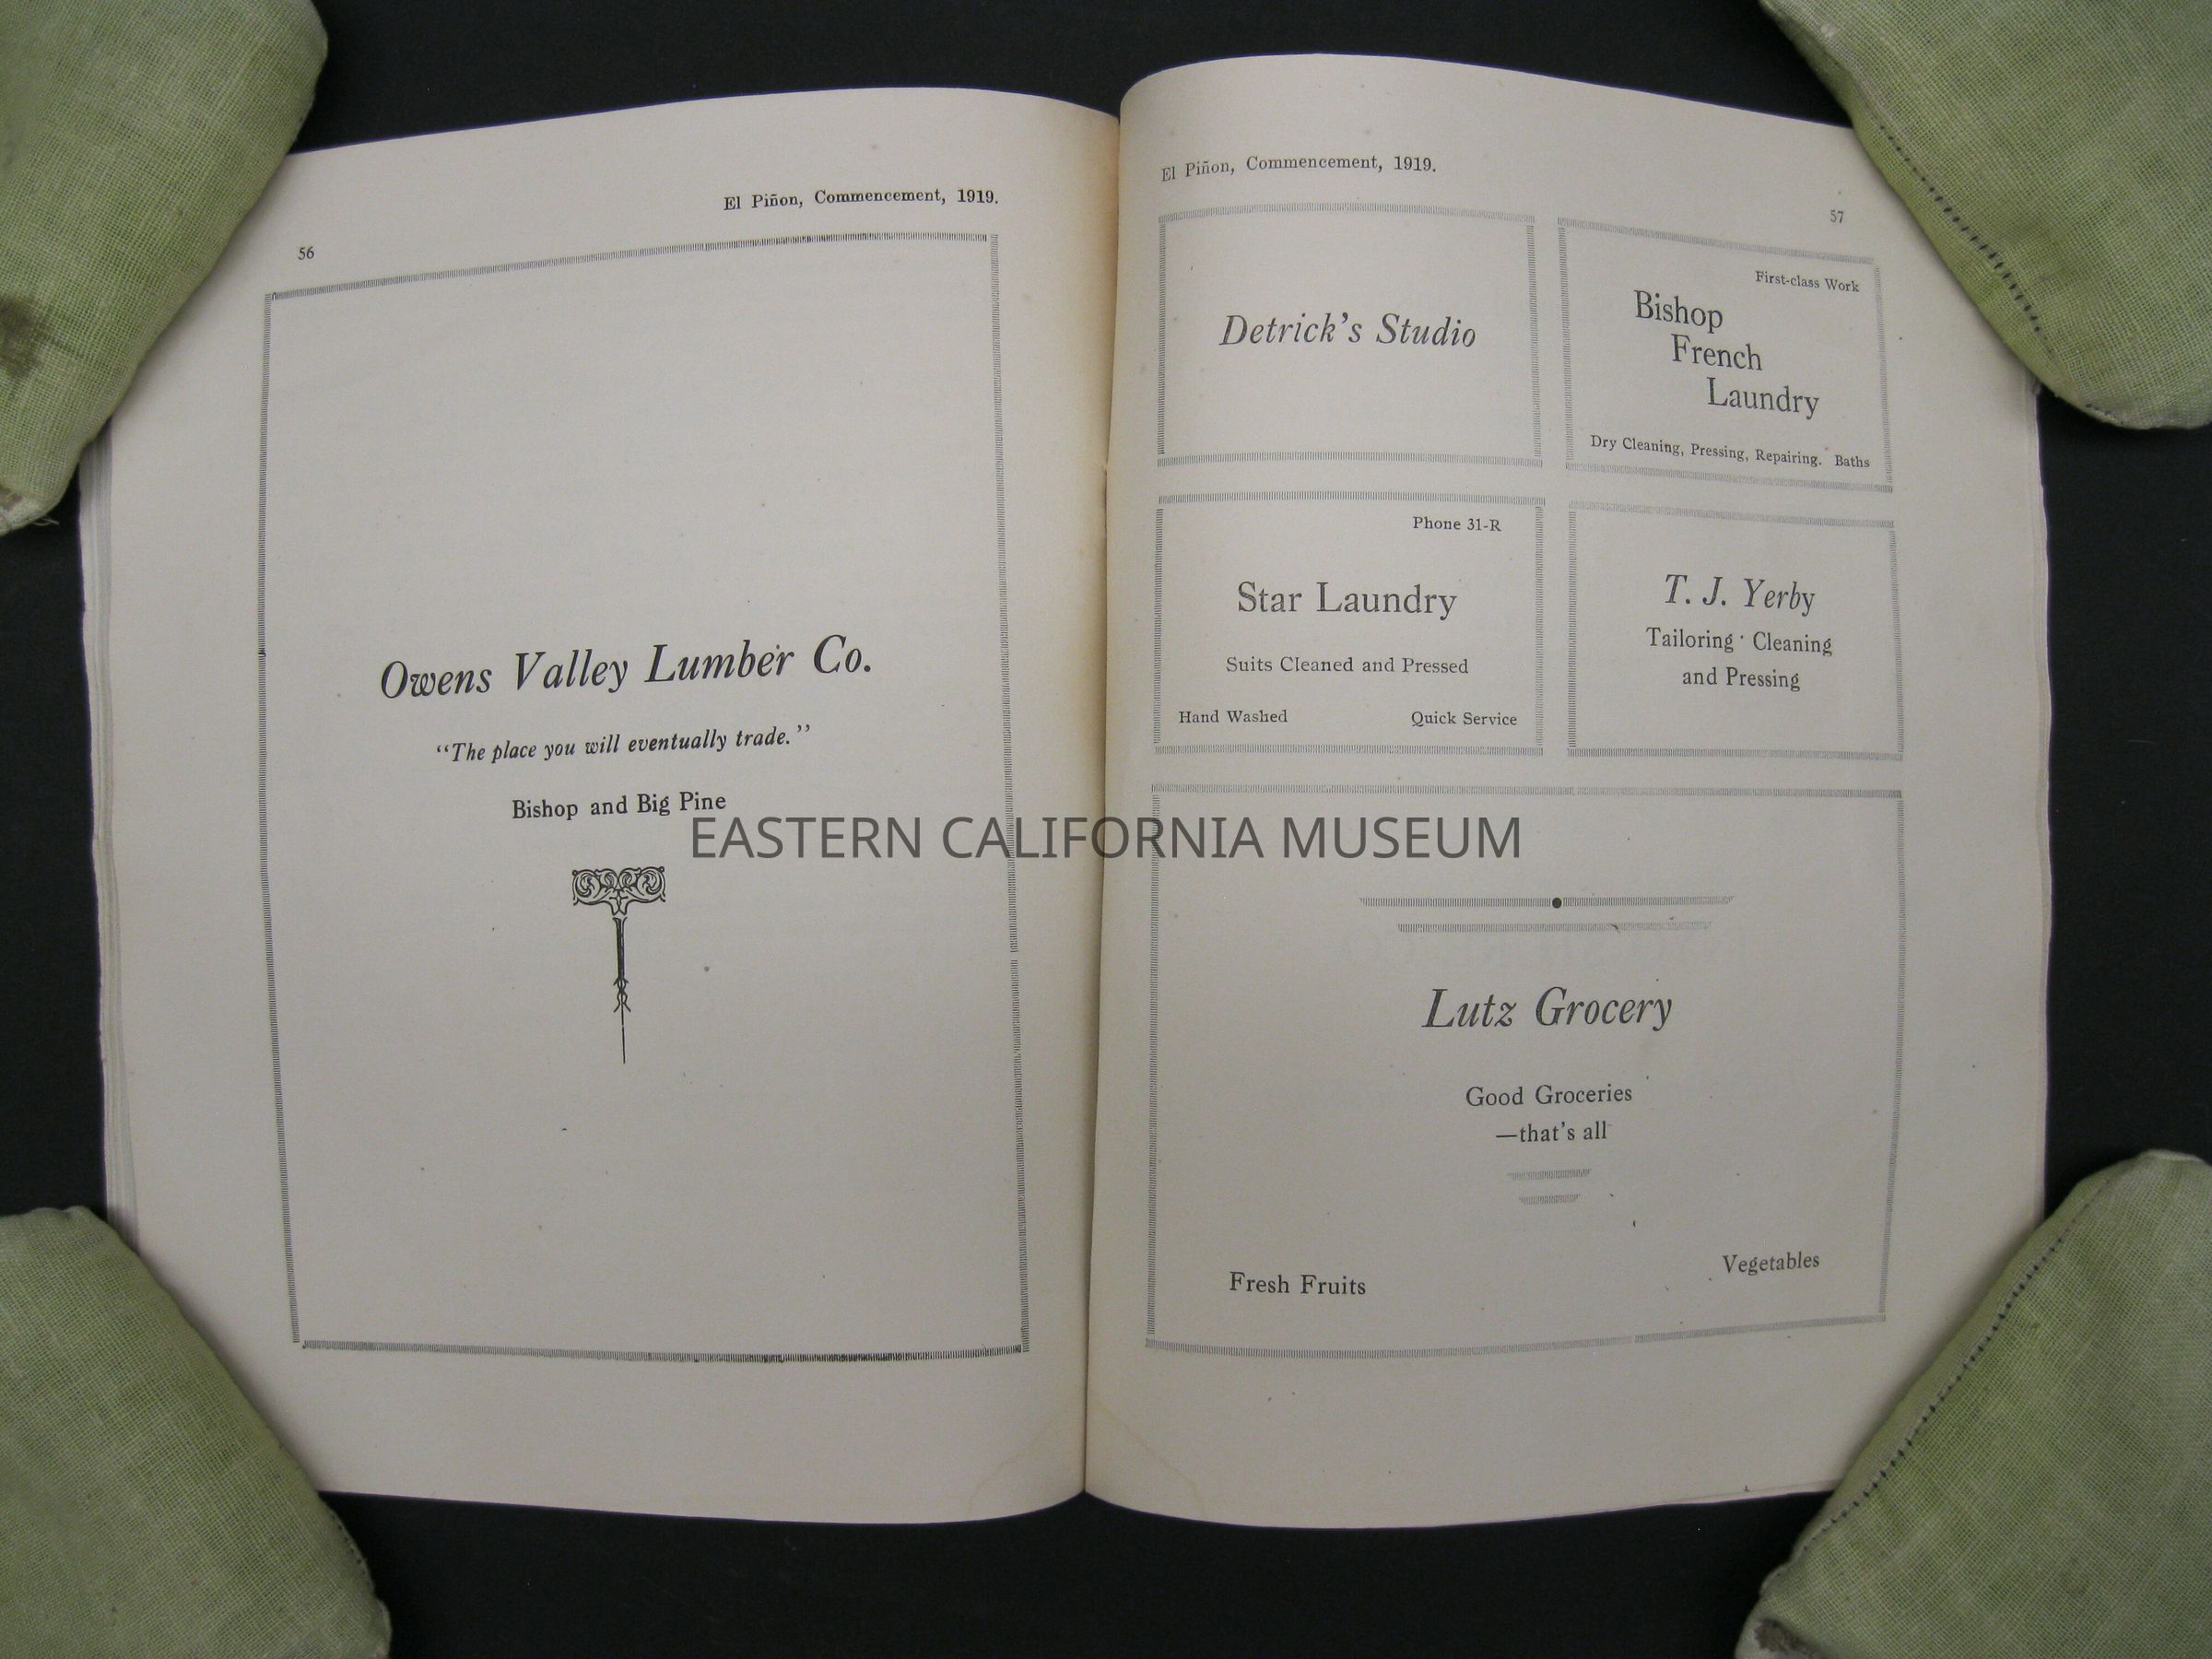 El Piñon, Commencement, 1919.
56
Owens Valley Lumber Co.
“The place you will eventually trade.”
Bishop and Big Pine
El Piñon, Commencement, 1919.
57
Detrick’s Studio
First-class Work
Bishop
French
Laundry
Dry Cleaning, Pressing, Repairing. Baths
Phone 31-R
Star Laundry
Suits Cleaned and Pressed
Hand Washed Quick Service
T. J. Yerby
Tailoring · Cleaning
and Pressing
Lutz Grocery
Good Groceries
—that’s all
Fresh Fruits Vegetables
EASTERN CALIFORNIA MUSEUM